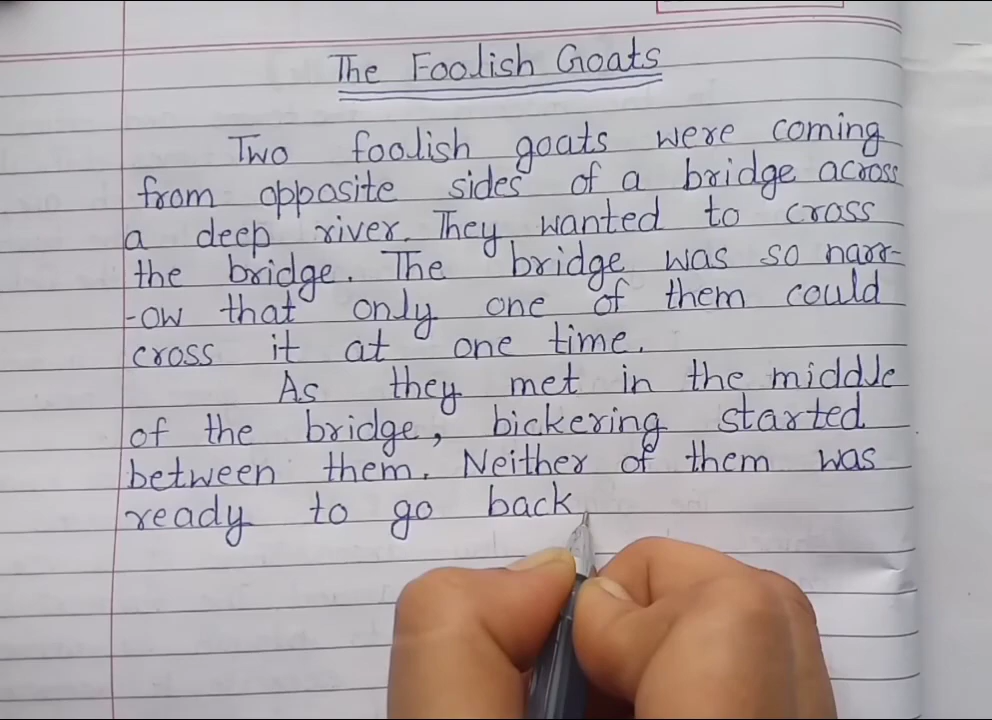 The Foolish Goats
Two foolish goats were coming
from opposite sides of a bridge across
a deep river. They wanted to cross
the bridge. The bridge was so narr-
-ow that only one of them could
cross it at one time.
As they met in the middle
of the bridge, bickering started
between them. Neither of them was
ready to go back.